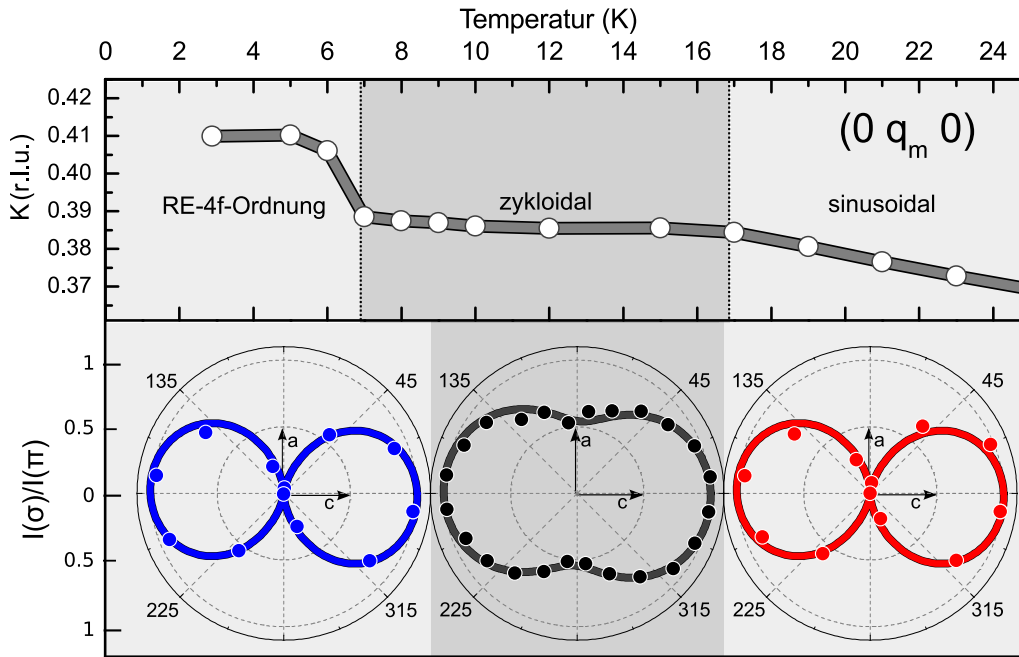 Temperatur (K)
0 2 4 6 8 10 12 14 16 18 20 22 24
K(r.l.u.)
0.42
0.41
0.40
0.39
0.38
0.37
(0 qm 0)
RE-4f-Ordnung
zykloidal
sinusoidal
I(σ)/I(π)
1
0.5
0
0.5
1
135 45
a
c
225 315
135 45
a
c
225 315
135 45
a
c
225 315